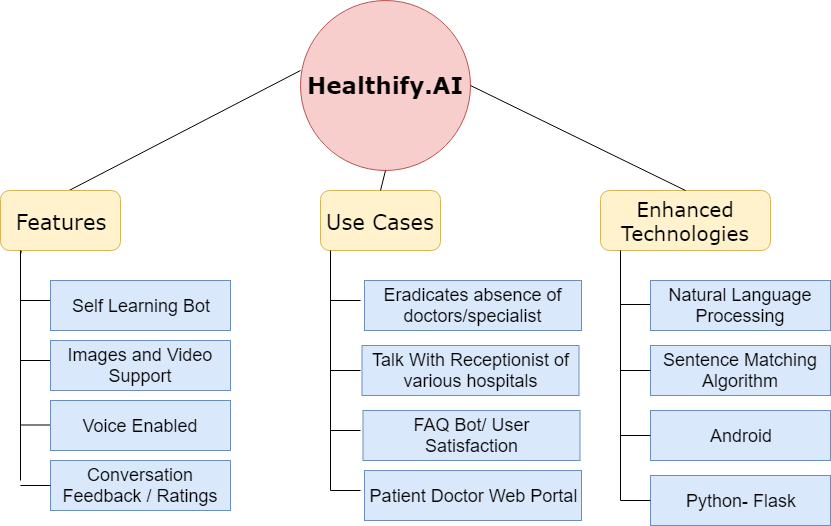 Healthify.AI
Features
Self Learning Bot
Images and Video
Support
Voice Enabled
Conversation
Feedback / Ratings
Use Cases
Eradicates absence of
doctors/specialist
Talk With Receptionist of
various hospitals
FAQ Bot/ User
Satisfaction
Patient Doctor Web Portal
Enhanced
Technologies
Natural Language
Processing
Sentence Matching
Algorithm
Android
Python- Flask